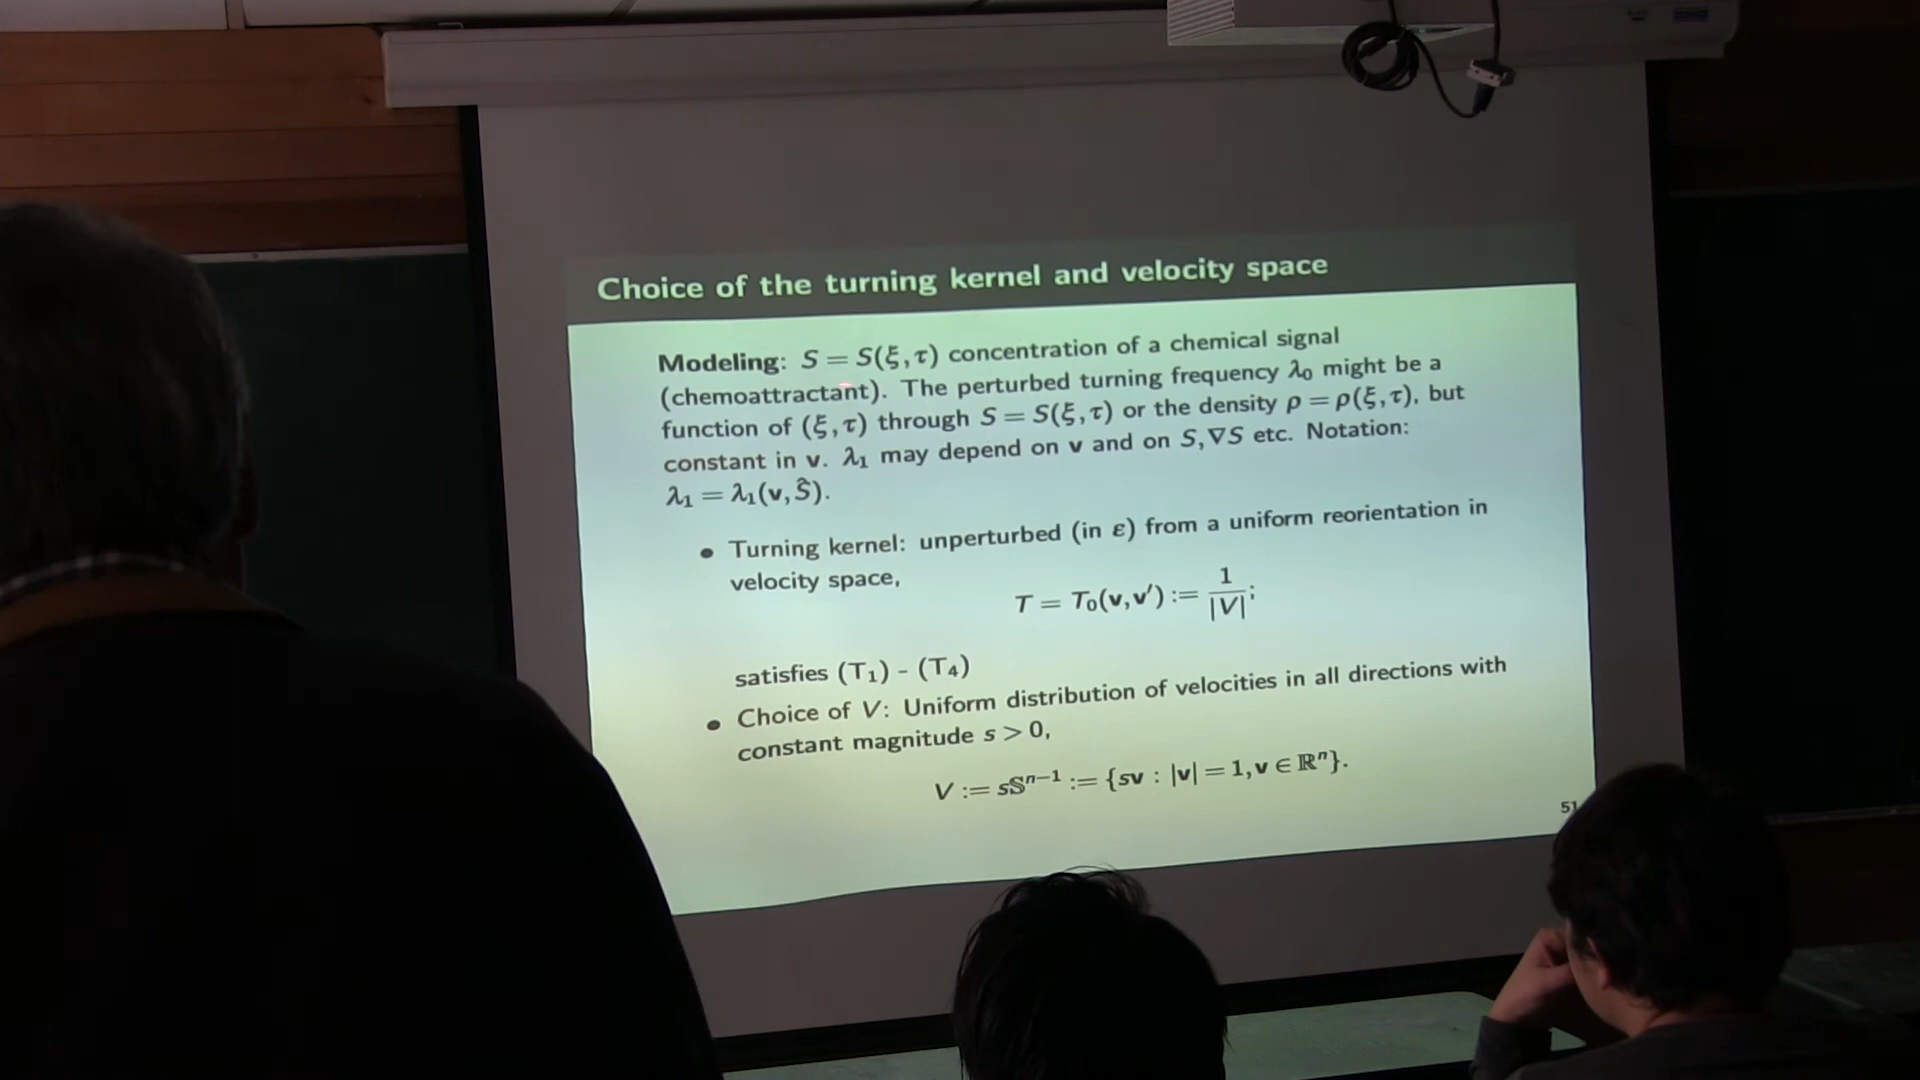 Choice of the turning kernel and velocity space
Modeling: S = S(ξ, τ) concentration of a chemical signal
(chemoattractant). The perturbed turning frequency λ₀ might be a
function of (ξ, τ) through S = S(ξ, τ) or the density ρ = ρ(ξ, τ), but
constant in v. λ₁ may depend on v and on S, ∇S etc. Notation:
λ₁ = λ₁(v, Ŝ).
• Turning kernel: unperturbed (in ε) from a uniform reorientation in
velocity space,
T = T₀(v, v′) := 1/|V|;
satisfies (T₁) - (T₄)
• Choice of V: Uniform distribution of velocities in all directions with
constant magnitude s > 0,
V := s𝕊ⁿ⁻¹ := {sv : |v| = 1, v ∈ ℝⁿ}.
51